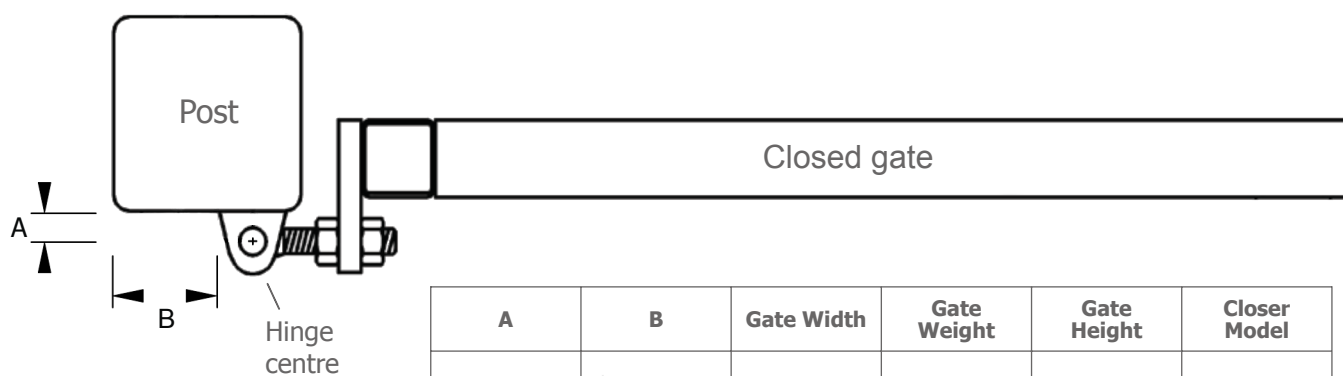 Post
Closed gate
A
B
Hinge
centre
A
B
Gate Width
Gate
Weight
Gate
Height
Closer
Model